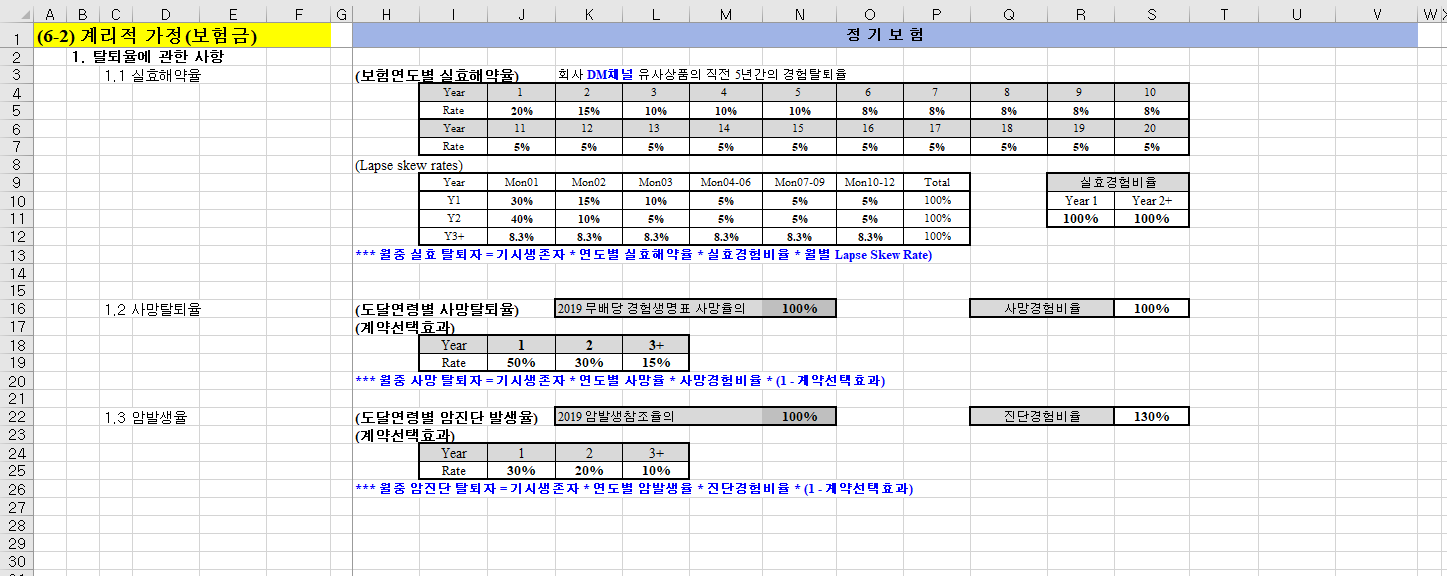 A B C D E F G H I J K L M N O P Q R S T U V W X
1 (6-2) 계리적 가정(보험금) 정 기 보 험
2 1. 탈퇴율에 관한 사항
3 1.1 실효해약율 (보험연도별 실효해약율) 회사 DM채널 유사상품의 직전 5년간의 경험탈퇴율
4 Year 1 2 3 4 5 6 7 8 9 10
5 Rate 20% 15% 10% 10% 10% 8% 8% 8% 8% 8%
6 Year 11 12 13 14 15 16 17 18 19 20
7 Rate 5% 5% 5% 5% 5% 5% 5% 5% 5% 5%
8 (Lapse skew rates)
9 Year Mon01 Mon02 Mon03 Mon04-06 Mon07-09 Mon10-12 Total 실효경험비율
10 Y1 30% 15% 10% 5% 5% 5% 100% Year 1 Year 2+
11 Y2 40% 10% 5% 5% 5% 5% 100% 100% 100%
12 Y3+ 8.3% 8.3% 8.3% 8.3% 8.3% 8.3% 100%
13 *** 월중 실효 탈퇴자 = 기시생존자 * 연도별 실효해약율 * 실효경험비율 * 월별 Lapse Skew Rate)
14
15
16 1.2 사망탈퇴율 (도달연령별 사망탈퇴율) 2019 무배당 경험생명표 사망율의 100% 사망경험비율 100%
17 (계약선택효과)
18 Year 1 2 3+
19 Rate 50% 30% 15%
20 *** 월중 사망 탈퇴자 = 기시생존자 * 연도별 사망율 * 사망경험비율 * (1 - 계약선택효과)
21
22 1.3 암발생율 (도달연령별 암진단 발생율) 2019 암발생참조율의 100% 진단경험비율 130%
23 (계약선택효과)
24 Year 1 2 3+
25 Rate 30% 20% 10%
26 *** 월중 암진단 탈퇴자 = 기시생존자 * 연도별 암발생율 * 진단경험비율 * (1 - 계약선택효과)
27
28
29
30